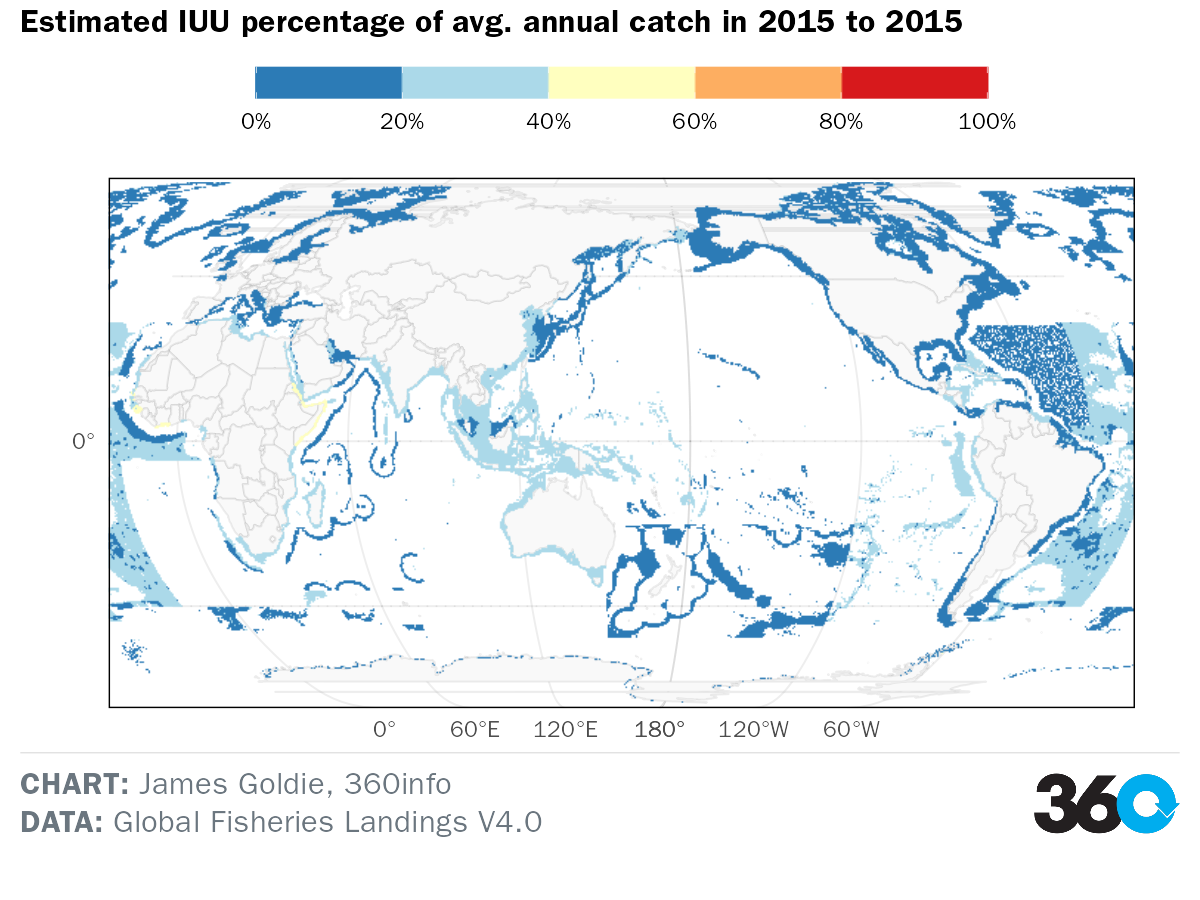 Estimated IUU percentage of avg. annual catch in 2015 to 2015
0% 20% 40% 60% 80% 100%
0°
0° 60°E 120°E 180° 120°W 60°W
CHART: James Goldie, 360info
DATA: Global Fisheries Landings V4.0
360